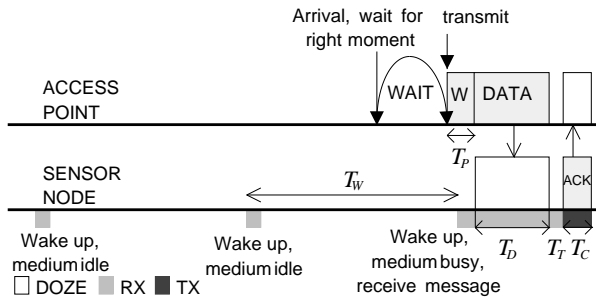 Arrival, wait for
right moment
transmit
ACCESS
POINT
WAIT
W
DATA
T_P
SENSOR
NODE
T_W
ACK
Wake up,
medium idle
Wake up,
medium idle
Wake up,
medium busy,
receive message
T_D
T_T
T_C
DOZE RX TX